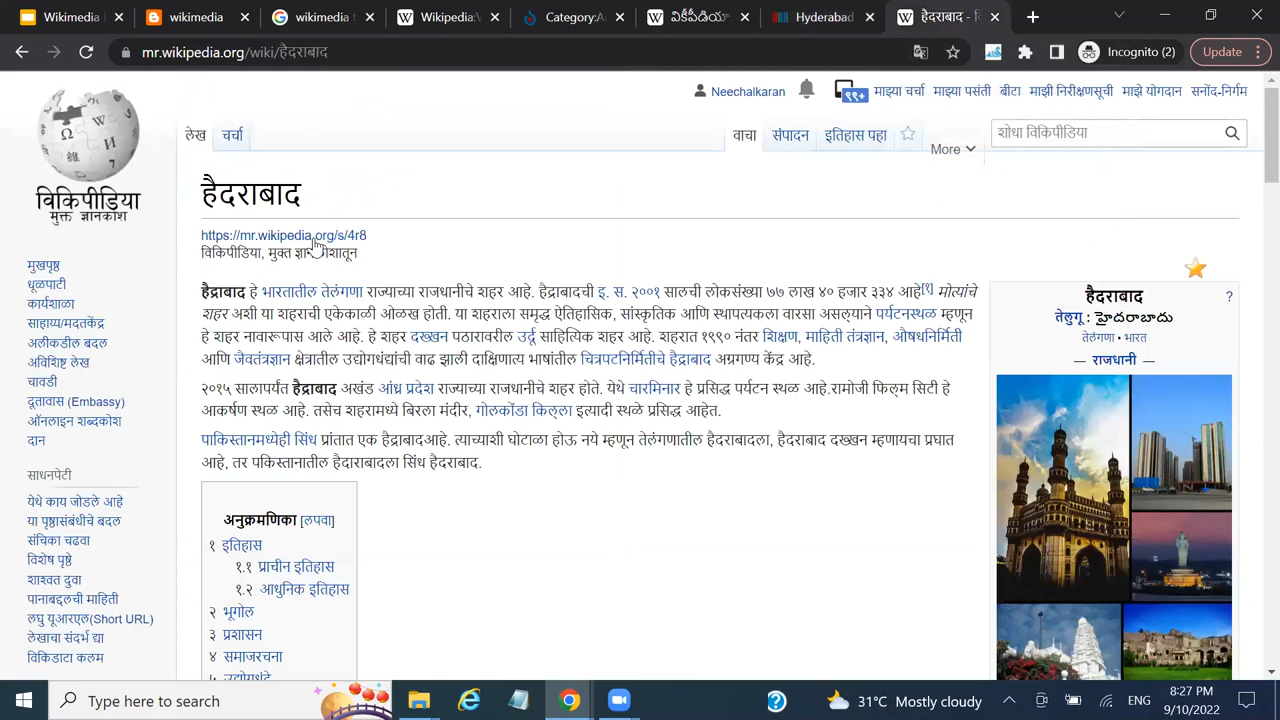 wikimedia
wikimedia
wikimedia t
Wikipedia:\
Category:A
వికీపీడియా
Hyderabad
हैदराबाद - वि
mr.wikipedia.org/wiki/हैदराबाद
Incognito (2)
Update
Neechalkaran
९९+
माझ्या चर्चा
माझ्या पसंती
बीटा
माझी निरीक्षणसूची
माझे योगदान
सनोंद-निर्गम
लेख
चर्चा
वाचा
संपादन
इतिहास पहा
More
शोधा विकिपीडिया
विकिपीडिया
मुक्त ज्ञानकोश
हैदराबाद
https://mr.wikipedia.org/s/4r8
विकिपीडिया, मुक्त
मुखपृष्ठ
धूळपाटी
कार्यशाळा
साहाय्य/मदतकेंद्र
अलीकडील बदल
अविशिष्ट लेख
चावडी
दूतावास (Embassy)
ऑनलाइन शब्दकोश
दान
साधनपेटी
येथे काय जोडले आहे
या पृष्ठासंबंधीचे बदल
संचिका चढवा
विशेष पृष्ठे
शाश्वत दुवा
पानाबद्दलची माहिती
लघु यूआरएल(Short URL)
लेखाचा संदर्भ द्या
विकिडाटा कलम
हैद्राबाद हे भारतातील तेलंगणा राज्याच्या राजधानीचे शहर आहे. हैद्राबादची इ. स. २००१ सालची लोकसंख्या ७७ लाख ४० हजार ३३४ आहे[१] मोत्यांचे
शहर अशी या शहराची एकेकाळी ओळख होती. या शहराला समृद्ध ऐतिहासिक, सांस्कृतिक आणि स्थापत्यकला वारसा असल्याने पर्यटनस्थळ म्हणून
हे शहर नावारूपास आले आहे. हे शहर दख्खन पठारावरील उर्दू साहित्यिक शहर आहे. शहरात १९९० नंतर शिक्षण, माहिती तंत्रज्ञान, औषधनिर्मिती
आणि जैवतंत्रज्ञान क्षेत्रातील उद्योगधंद्यांची वाढ झाली दाक्षिणात्य भाषांतील चित्रपटनिर्मितीचे हैद्राबाद अग्रगण्य केंद्र आहे.
२०१५ सालापर्यंत हैद्राबाद अखंड आंध्र प्रदेश राज्याच्या राजधानीचे शहर होते. येथे चारमिनार हे प्रसिद्ध पर्यटन स्थळ आहे.रामोजी फिल्म सिटी हे
आकर्षण स्थळ आहे. तसेच शहरामध्ये बिरला मंदीर, गोलकोंडा किल्ला इत्यादी स्थळे प्रसिद्ध आहेत.
पाकिस्तानमध्येही सिंध प्रांतात एक हैद्राबादआहे. त्याच्याशी घोटाळा होऊ नये म्हणून तेलंगणातील हैदराबादला, हैदराबाद दख्खन म्हणायचा प्रघात
आहे, तर पकिस्तानातील हैदाराबादला सिंध हैदराबाद.
अनुक्रमणिका [लपवा]
१ इतिहास
१.१ प्राचीन इतिहास
१.२ आधुनिक इतिहास
२ भूगोल
३ प्रशासन
४ समाजरचना
५ उद्योगधंदे
हैदराबाद
?
तेलुगू : హైదరాబాదు
तेलंगणा • भारत
— राजधानी —
Type here to search
31°C Mostly cloudy
ENG
8:27 PM
9/10/2022